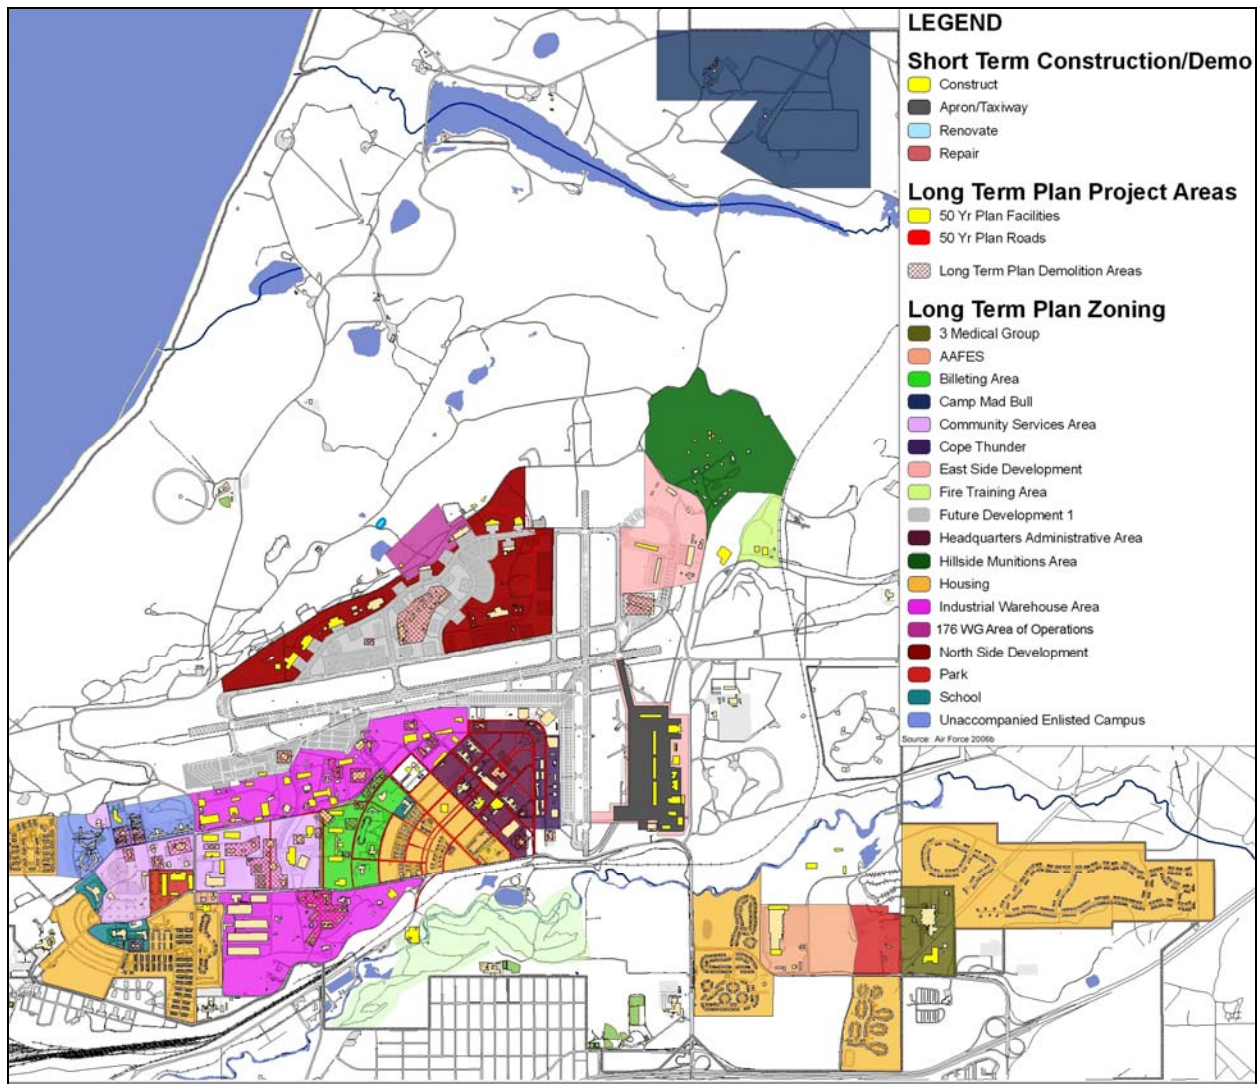 LEGEND
Short Term Construction/Demo
Construct
Apron/Taxiway
Renovate
Repair
Long Term Plan Project Areas
50 Yr Plan Facilities
50 Yr Plan Roads
Long Term Plan Demolition Areas
Long Term Plan Zoning
3 Medical Group
AAFES
Billeting Area
Camp Mad Bull
Community Services Area
Cope Thunder
East Side Development
Fire Training Area
Future Development 1
Headquarters Administrative Area
Hillside Munitions Area
Housing
Industrial Warehouse Area
176 WG Area of Operations
North Side Development
Park
School
Unaccompanied Enlisted Campus
Source: Air Force 2006b